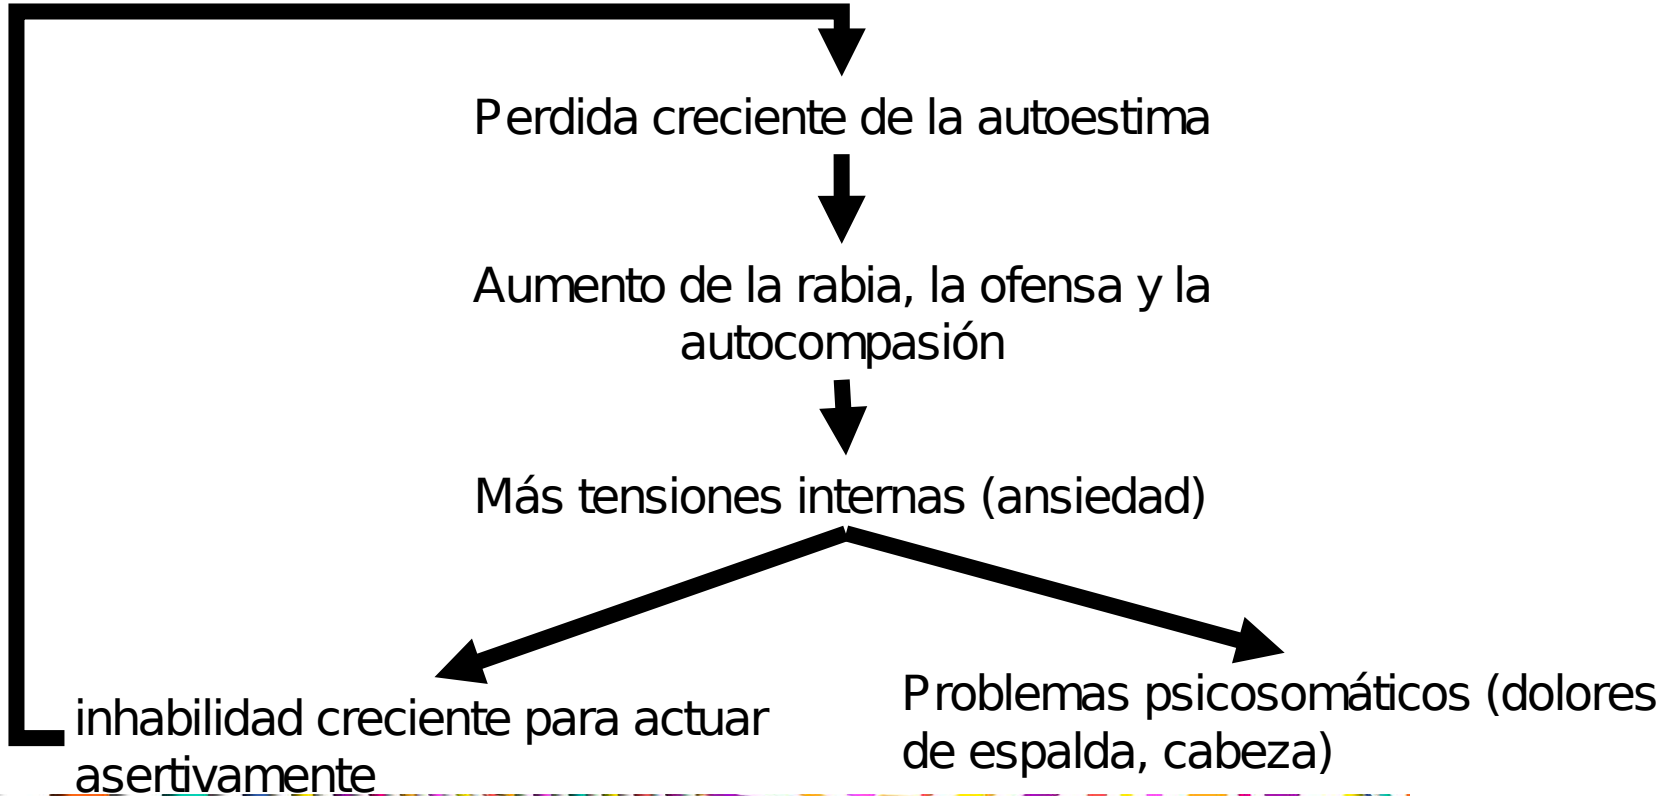 Perdida creciente de la autoestima
Aumento de la rabia, la ofensa y la
autocompasión
Más tensiones internas (ansiedad)
inhabilidad creciente para actuar
asertivamente
Problemas psicosomáticos (dolores
de espalda, cabeza)